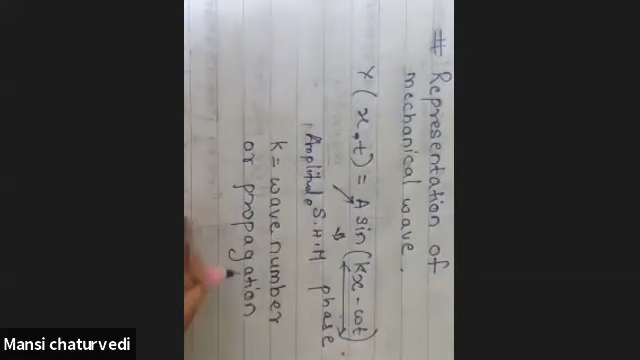 # Representation of
mechanical wave.
Y (x, t) = A sin (kx - ωt)
Amplitude S.H.M phase.
k = wave number
or propagation
Mansi chaturvedi